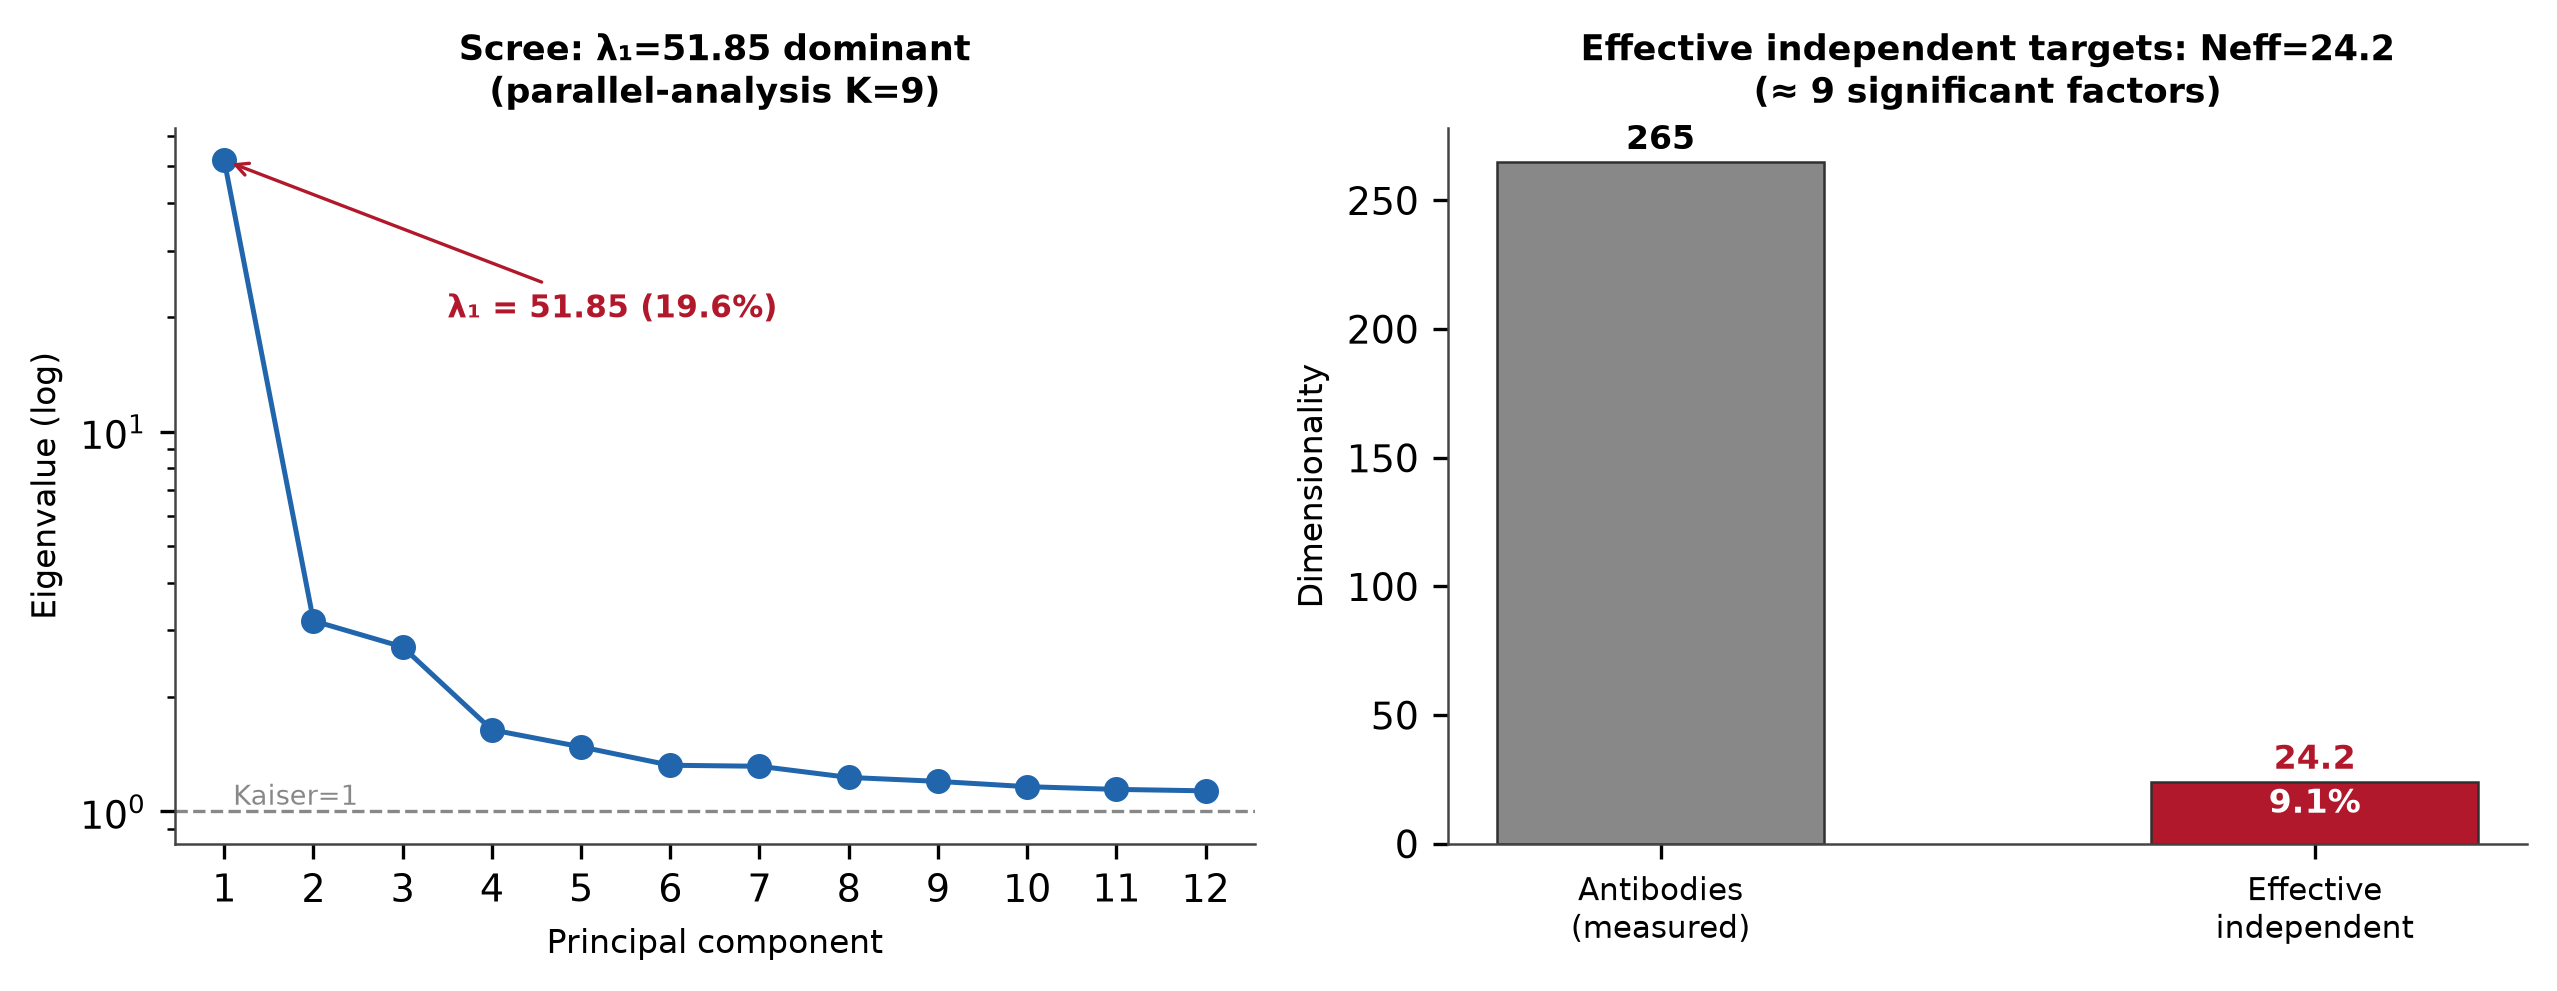 Scree: λ₁=51.85 dominant
(parallel-analysis K=9)
Eigenvalue (log)
10¹
10⁰
λ₁ = 51.85 (19.6%)
Kaiser=1
1 2 3 4 5 6 7 8 9 10 11 12
Principal component
Effective independent targets: Neff=24.2
(≈ 9 significant factors)
Dimensionality
250
200
150
100
50
0
265
24.2
9.1%
Antibodies
(measured)
Effective
independent